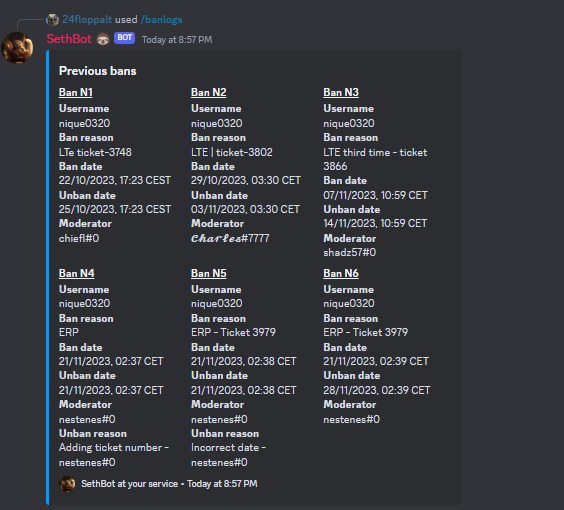 24floppalt used /banlogs
SethBot BOT Today at 8:57 PM
Previous bans
Ban N1
Username
nique0320
Ban reason
LTe ticket-3748
Ban date
22/10/2023, 17:23 CEST
Unban date
25/10/2023, 17:23 CEST
Moderator
chiefl#0
Ban N2
Username
nique0320
Ban reason
LTE | ticket-3802
Ban date
29/10/2023, 03:30 CET
Unban date
03/11/2023, 03:30 CET
Moderator
𝓒𝓱𝓪𝓻𝓵𝓮𝓼#7777
Ban N3
Username
nique0320
Ban reason
LTE third time - ticket
3866
Ban date
07/11/2023, 10:59 CET
Unban date
14/11/2023, 10:59 CET
Moderator
shadz57#0
Ban N4
Username
nique0320
Ban reason
ERP
Ban date
21/11/2023, 02:37 CET
Unban date
21/11/2023, 02:37 CET
Moderator
nestenes#0
Unban reason
Adding ticket number -
nestenes#0
Ban N5
Username
nique0320
Ban reason
ERP - Ticket 3979
Ban date
21/11/2023, 02:38 CET
Unban date
21/11/2023, 02:38 CET
Moderator
nestenes#0
Unban reason
Incorrect date -
nestenes#0
Ban N6
Username
nique0320
Ban reason
ERP - Ticket 3979
Ban date
21/11/2023, 02:39 CET
Unban date
28/11/2023, 02:39 CET
Moderator
nestenes#0
SethBot at your service • Today at 8:57 PM